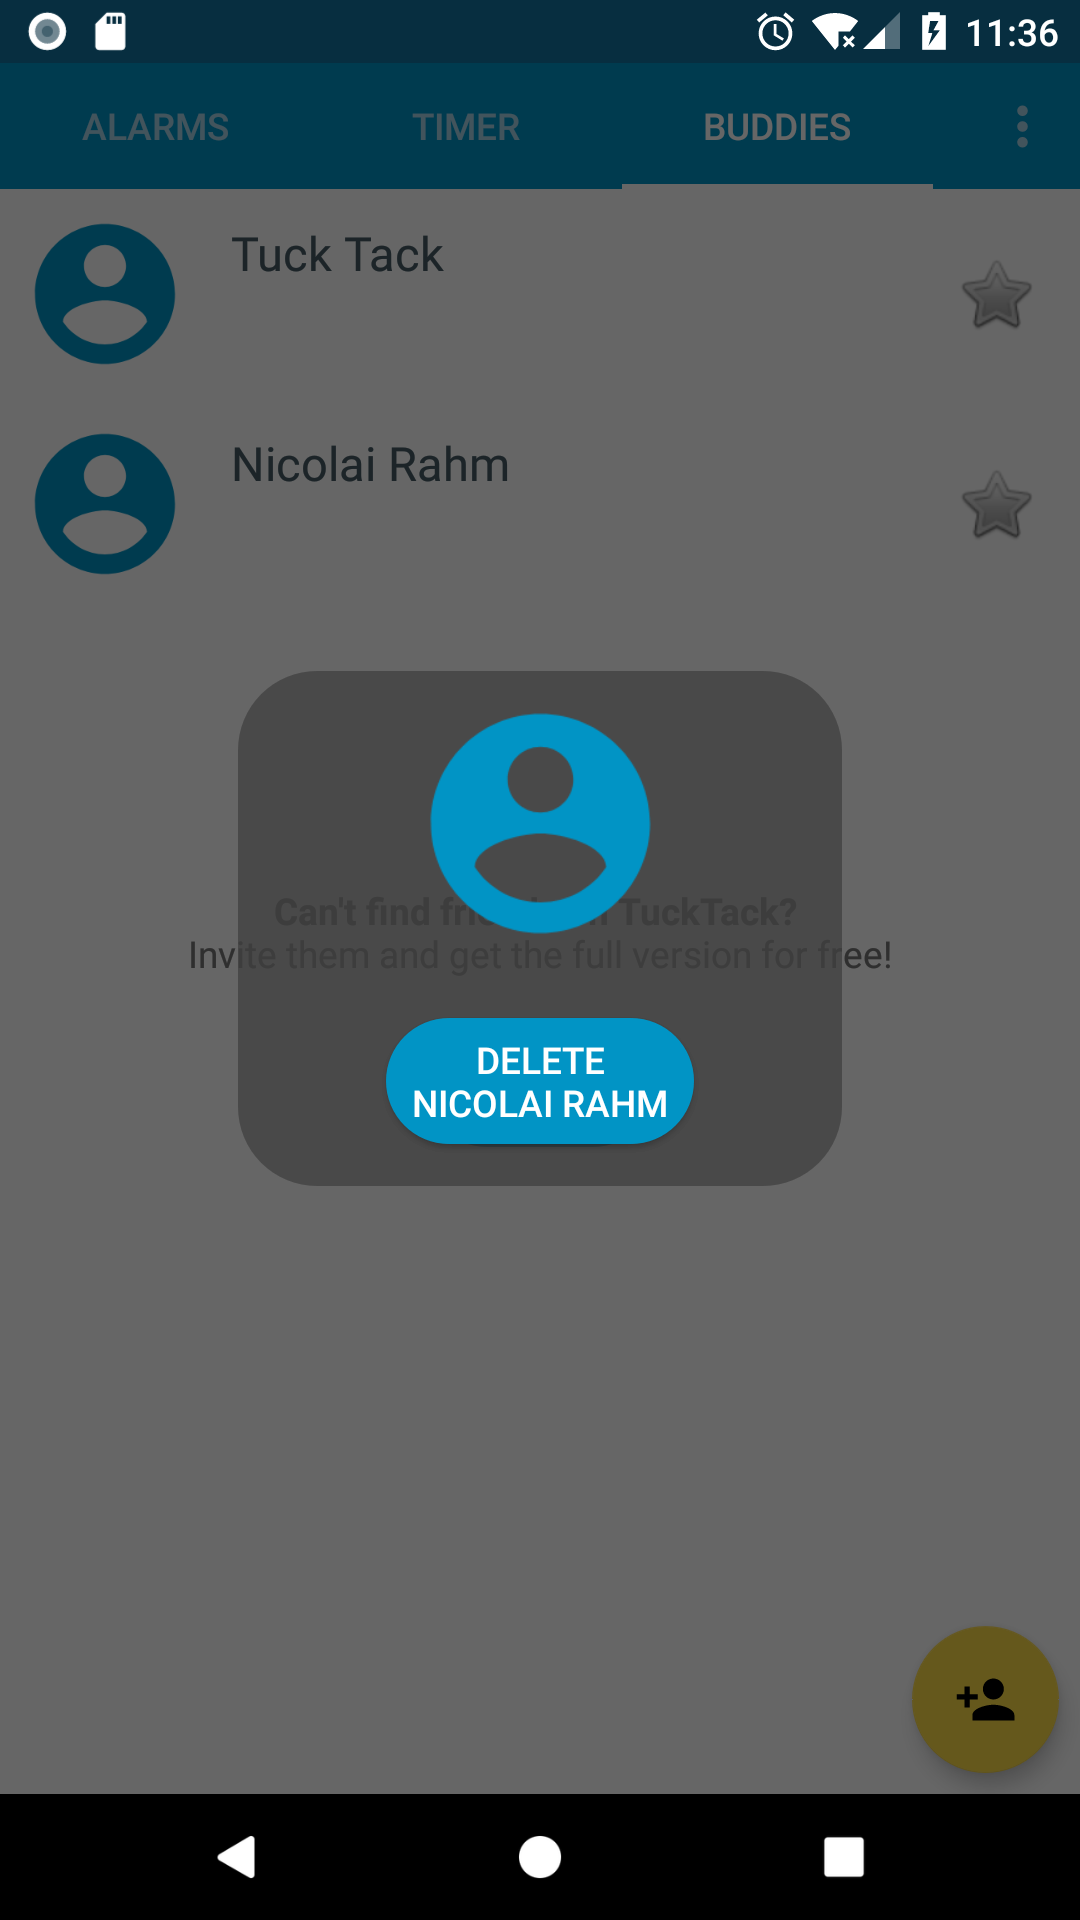 11:36
ALARMS TIMER BUDDIES
Tuck Tack
Nicolai Rahm
Can't find TuckTack?
Invite them and get the full version for free!
DELETE
NICOLAI RAHM